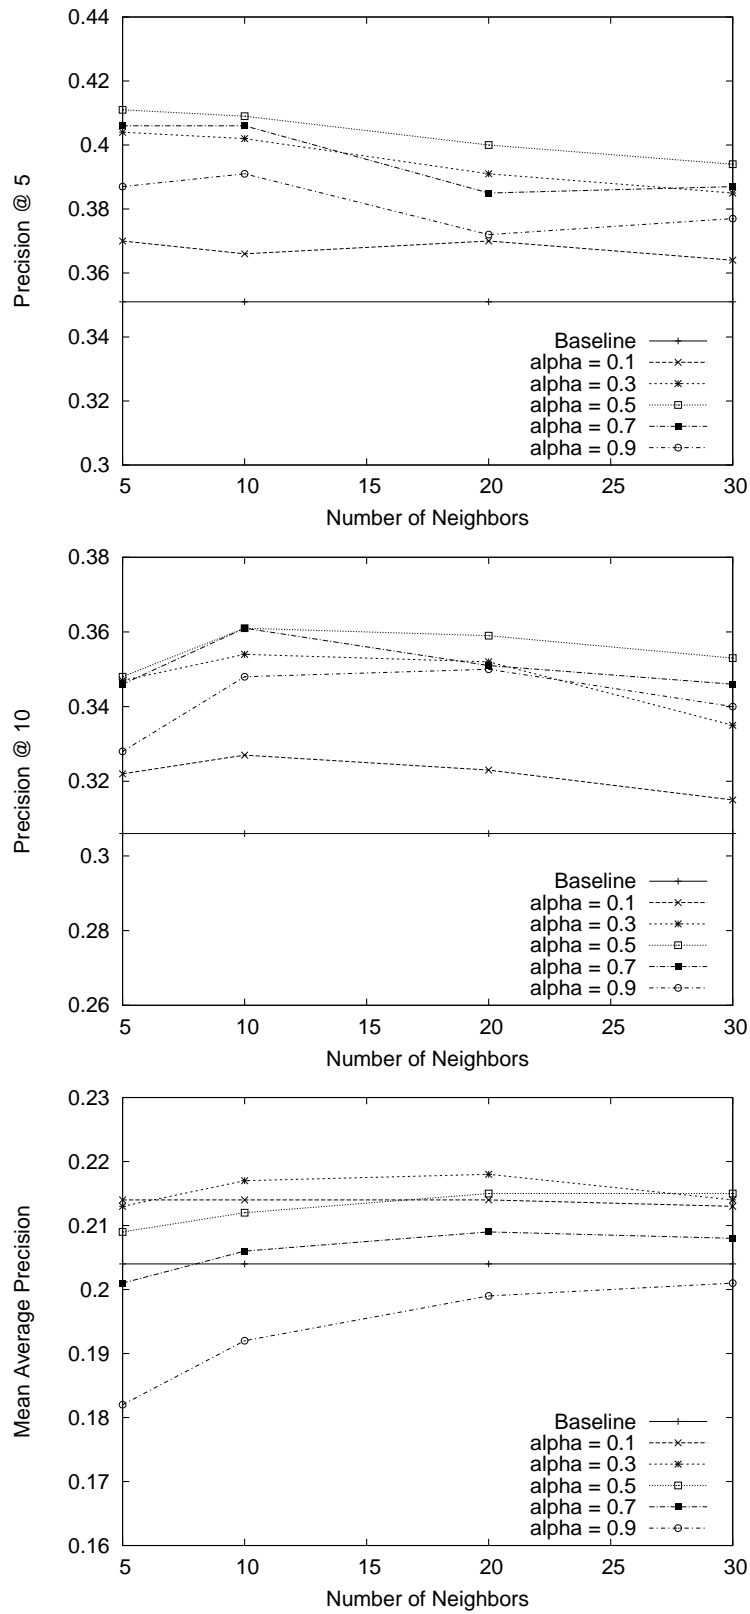 0.44
0.42
0.4
0.38
0.36
0.34
0.32
0.3
Precision @ 5
Baseline
alpha = 0.1
alpha = 0.3
alpha = 0.5
alpha = 0.7
alpha = 0.9
5 10 15 20 25 30
Number of Neighbors
0.38
0.36
0.34
0.32
0.3
0.28
0.26
Precision @ 10
Baseline
alpha = 0.1
alpha = 0.3
alpha = 0.5
alpha = 0.7
alpha = 0.9
5 10 15 20 25 30
Number of Neighbors
0.23
0.22
0.21
0.2
0.19
0.18
0.17
0.16
Mean Average Precision
Baseline
alpha = 0.1
alpha = 0.3
alpha = 0.5
alpha = 0.7
alpha = 0.9
5 10 15 20 25 30
Number of Neighbors